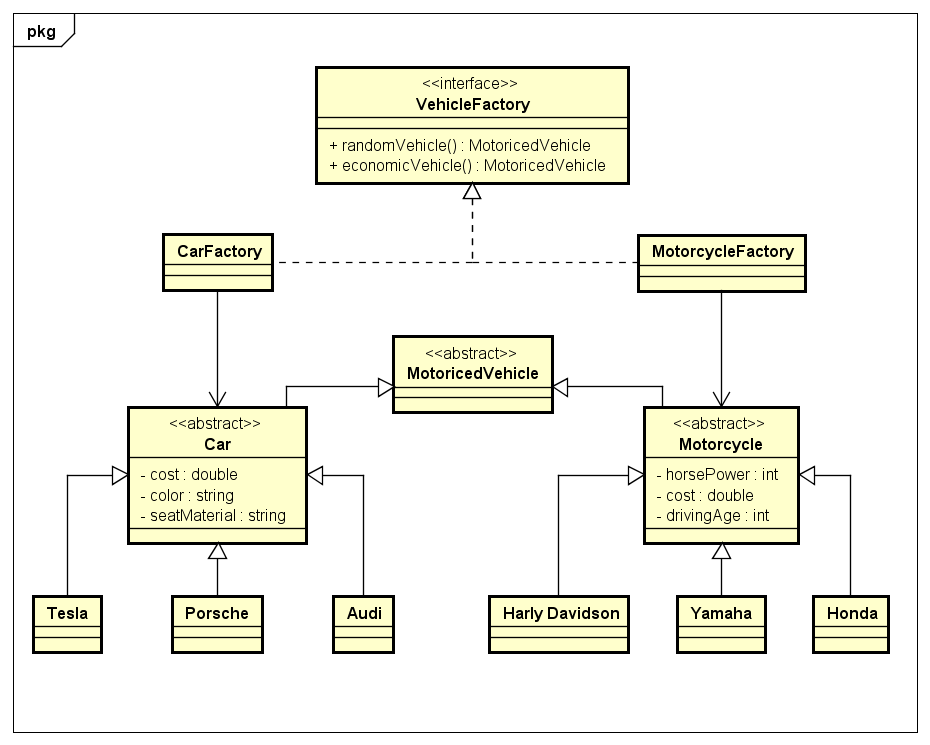 pkg
<<interface>>
VehicleFactory
+ randomVehicle() : MotoricedVehicle
+ economicVehicle() : MotoricedVehicle
CarFactory
MotorcycleFactory
<<abstract>>
MotoricedVehicle
<<abstract>>
Car
- cost : double
- color : string
- seatMaterial : string
<<abstract>>
Motorcycle
- horsePower : int
- cost : double
- drivingAge : int
Tesla
Porsche
Audi
Harly Davidson
Yamaha
Honda